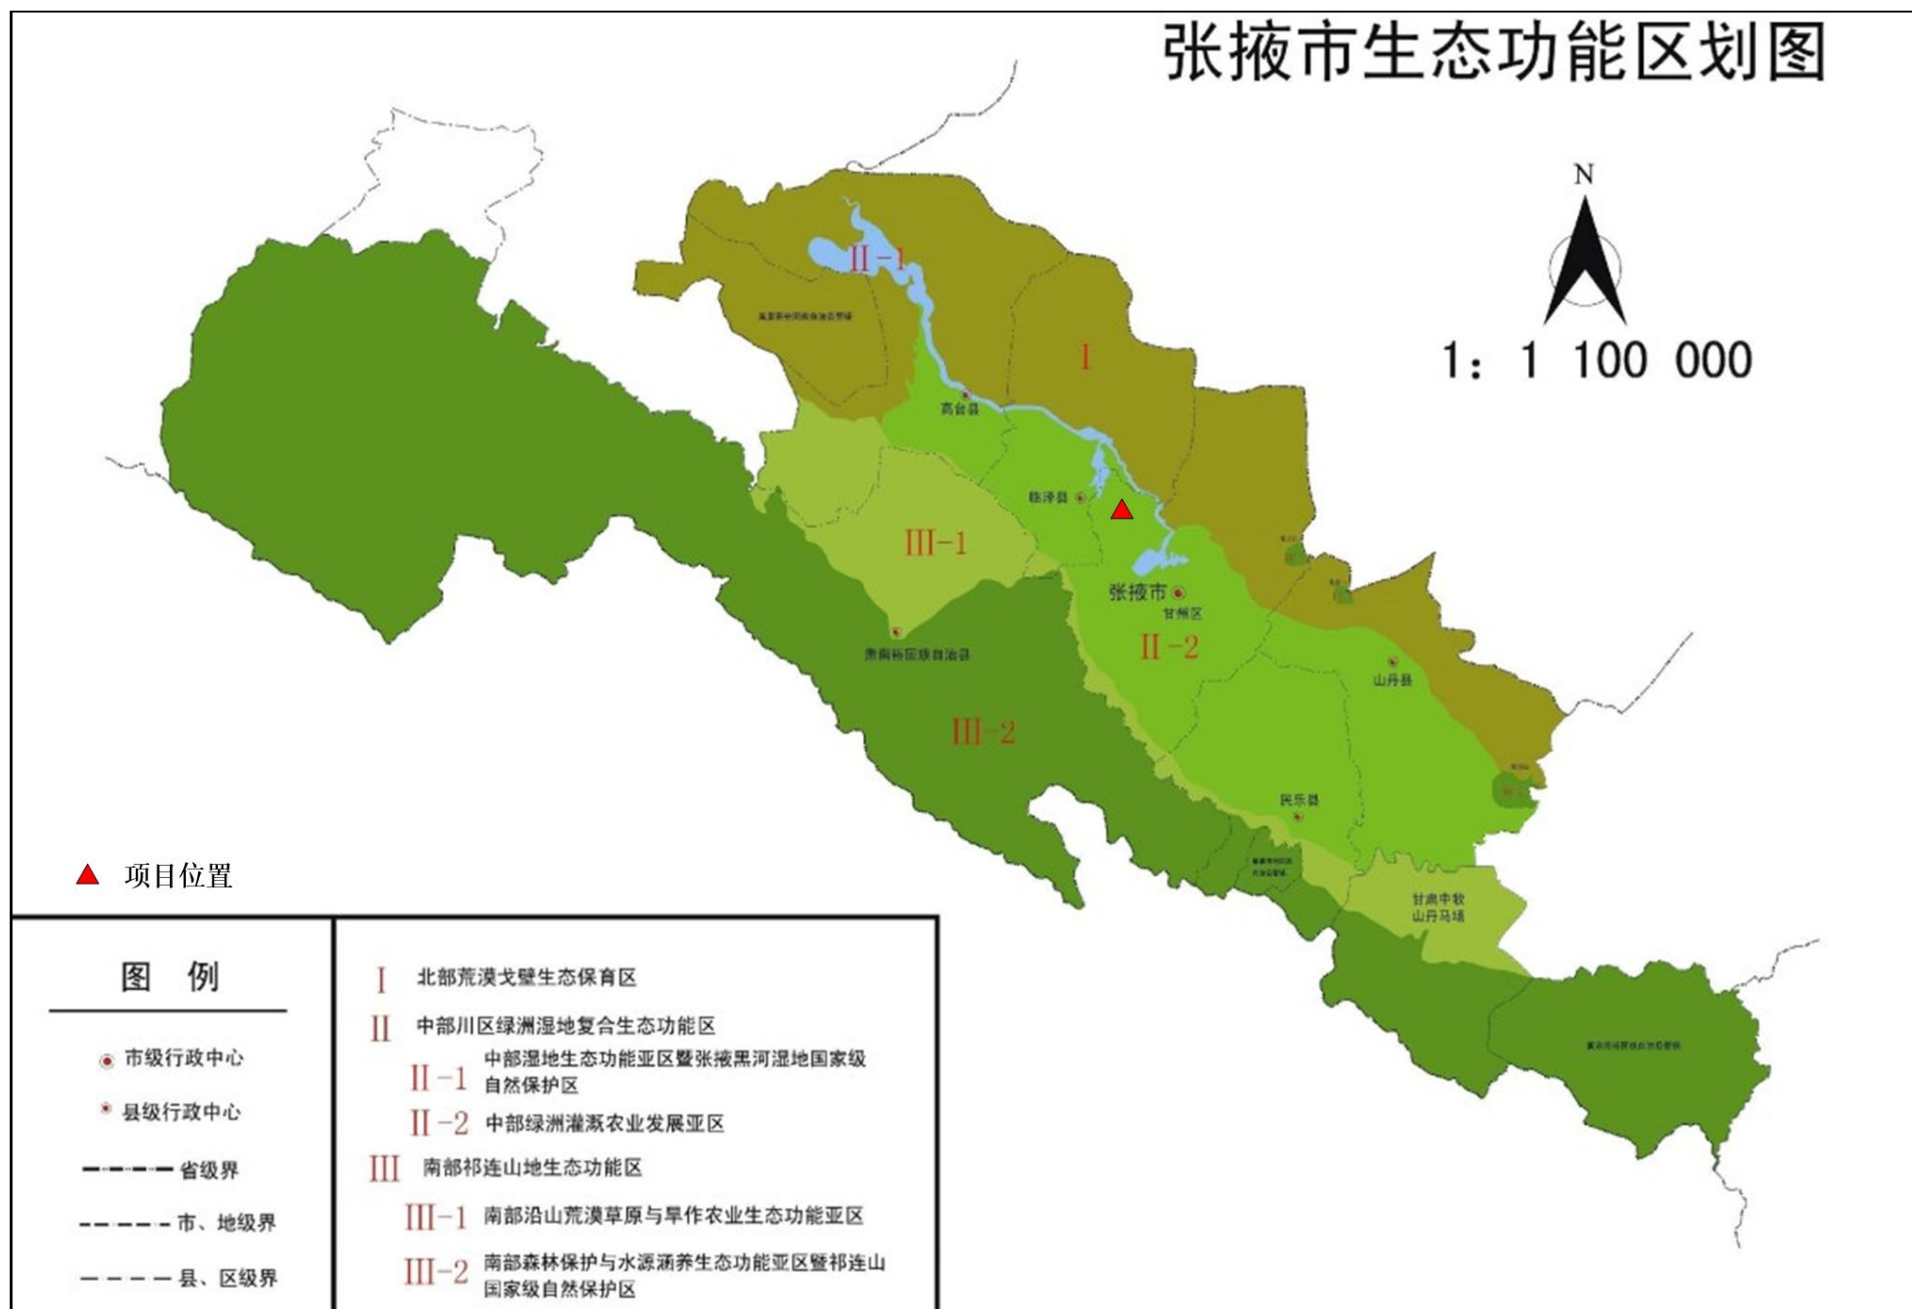 张掖市生态功能区划图
N
1: 1 100 000
II-1
I
高台县
临泽县
III-1
张掖市
甘州区
肃南裕固族自治县
II-2
山丹县
III-2
民乐县
甘肃中牧
山丹马场
项目位置
图 例
市级行政中心
县级行政中心
省级界
市、地级界
县、区级界
I 北部荒漠戈壁生态保育区
II 中部川区绿洲湿地复合生态功能区
II-1 中部湿地生态功能亚区暨张掖黑河湿地国家级
自然保护区
II-2 中部绿洲灌溉农业发展亚区
III 南部祁连山地生态功能区
III-1 南部沿山荒漠草原与旱作农业生态功能亚区
III-2 南部森林保护与水源涵养生态功能亚区暨祁连山
国家级自然保护区